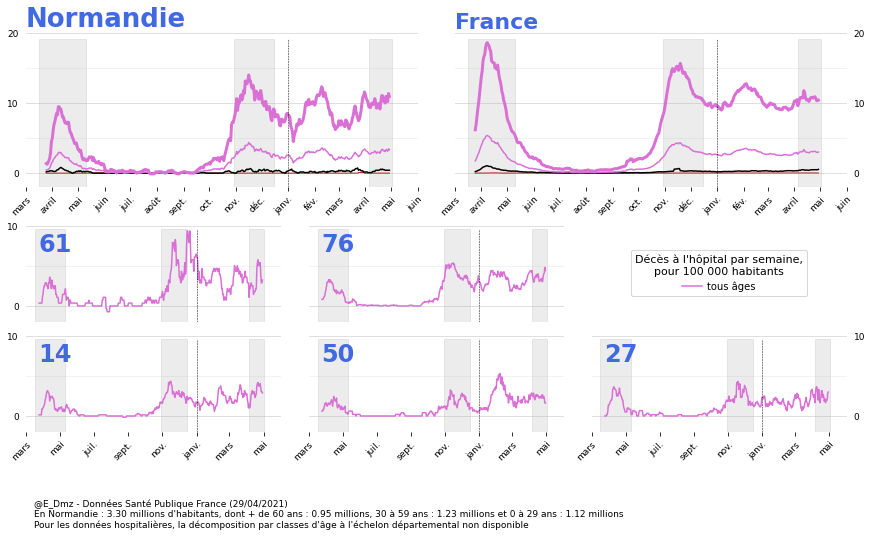 Normandie
France
20
20
10
10
0
0
mars avril mai juin juil. août sept. oct. nov. déc. janv. fév. mars avril mai juin
mars avril mai juin juil. août sept. oct. nov. déc. janv. fév. mars avril mai juin
10
61
76
Décès à l'hôpital par semaine,
pour 100 000 habitants
tous âges
0
10
10
14
50
27
0
0
mars mai juil. sept. nov. janv. mars mai
mars mai juil. sept. nov. janv. mars mai
mars mai juil. sept. nov. janv. mars mai
@E_Dmz - Données Santé Publique France (29/04/2021)
En Normandie : 3.30 millions d'habitants, dont + de 60 ans : 0.95 millions, 30 à 59 ans : 1.23 millions et 0 à 29 ans : 1.12 millions
Pour les données hospitalières, la décomposition par classes d'âge à l'échelon départemental non disponible